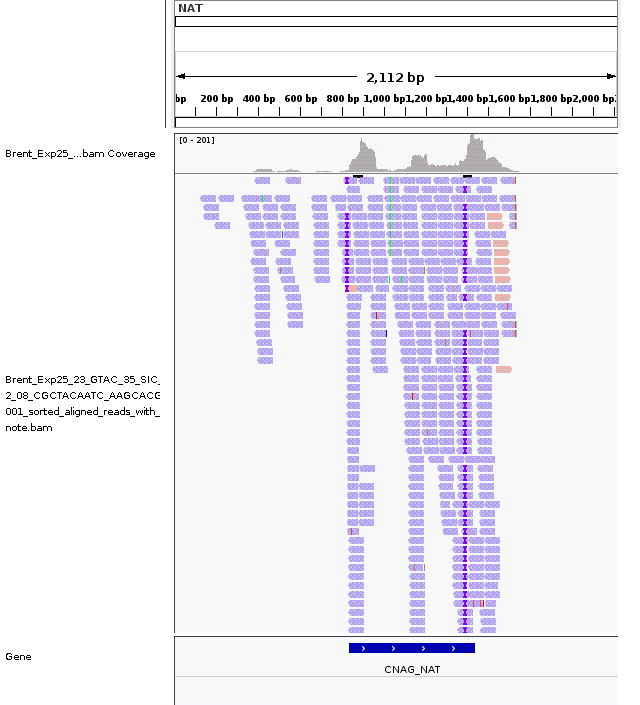 NAT
2,112 bp
bp 200 bp 400 bp 600 bp 800 bp 1,000 bp 1,200 bp 1,400 bp 1,600 bp 1,800 bp 2,000 bp
[0 - 201]
Brent_Exp25_...bam Coverage
Brent_Exp25_23_GTAC_35_SIC_
2_08_CGCTACAATC_AAGCACG
001_sorted_aligned_reads_with_
note.bam
Gene
CNAG_NAT